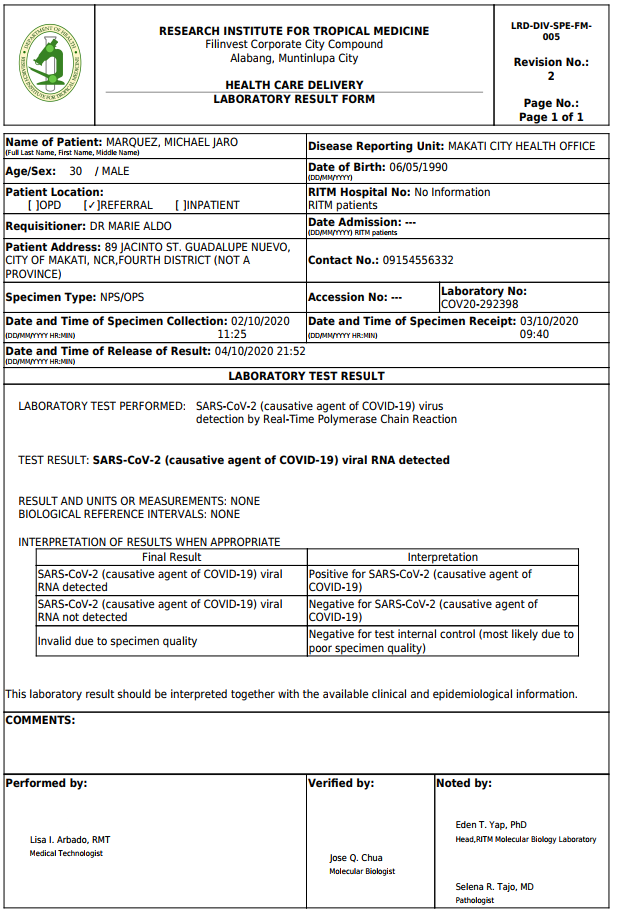 DEPARTMENT OF HEALTH
RESEARCH INSTITUTE FOR TROPICAL MEDICINE
RESEARCH INSTITUTE FOR TROPICAL MEDICINE
Filinvest Corporate City Compound
Alabang, Muntinlupa City
HEALTH CARE DELIVERY
LABORATORY RESULT FORM
LRD-DIV-SPE-FM-
005
Revision No.:
2
Page No.:
Page 1 of 1
Name of Patient: MARQUEZ, MICHAEL JARO
(Full Last Name, First Name, Middle Name)
Disease Reporting Unit: MAKATI CITY HEALTH OFFICE
Age/Sex: 30 / MALE
Date of Birth: 06/05/1990
(DD/MM/YYYY)
Patient Location:
[ ]OPD [✓]REFERRAL [ ]INPATIENT
RITM Hospital No: No Information
RITM patients
Requisitioner: DR MARIE ALDO
Date Admission: ---
(DD/MM/YYYY) RITM patients
Patient Address: 89 JACINTO ST. GUADALUPE NUEVO,
CITY OF MAKATI, NCR,FOURTH DISTRICT (NOT A
PROVINCE)
Contact No.: 09154556332
Specimen Type: NPS/OPS
Accession No: ---
Laboratory No:
COV20-292398
Date and Time of Specimen Collection: 02/10/2020
(DD/MM/YYYY HR:MIN) 11:25
Date and Time of Specimen Receipt: 03/10/2020
(DD/MM/YYYY HR:MIN) 09:40
Date and Time of Release of Result: 04/10/2020 21:52
(DD/MM/YYYY HR:MIN)
LABORATORY TEST RESULT
LABORATORY TEST PERFORMED: SARS-CoV-2 (causative agent of COVID-19) virus
detection by Real-Time Polymerase Chain Reaction
TEST RESULT: SARS-CoV-2 (causative agent of COVID-19) viral RNA detected
RESULT AND UNITS OR MEASUREMENTS: NONE
BIOLOGICAL REFERENCE INTERVALS: NONE
INTERPRETATION OF RESULTS WHEN APPROPRIATE
Final Result
Interpretation
SARS-CoV-2 (causative agent of COVID-19) viral
RNA detected
Positive for SARS-CoV-2 (causative agent of
COVID-19)
SARS-CoV-2 (causative agent of COVID-19) viral
RNA not detected
Negative for SARS-CoV-2 (causative agent of
COVID-19)
Invalid due to specimen quality
Negative for test internal control (most likely due to
poor specimen quality)
This laboratory result should be interpreted together with the available clinical and epidemiological information.
COMMENTS:
Performed by:
Lisa I. Arbado, RMT
Medical Technologist
Verified by:
Jose Q. Chua
Molecular Biologist
Noted by:
Eden T. Yap, PhD
Head,RITM Molecular Biology Laboratory
Selena R. Tajo, MD
Pathologist